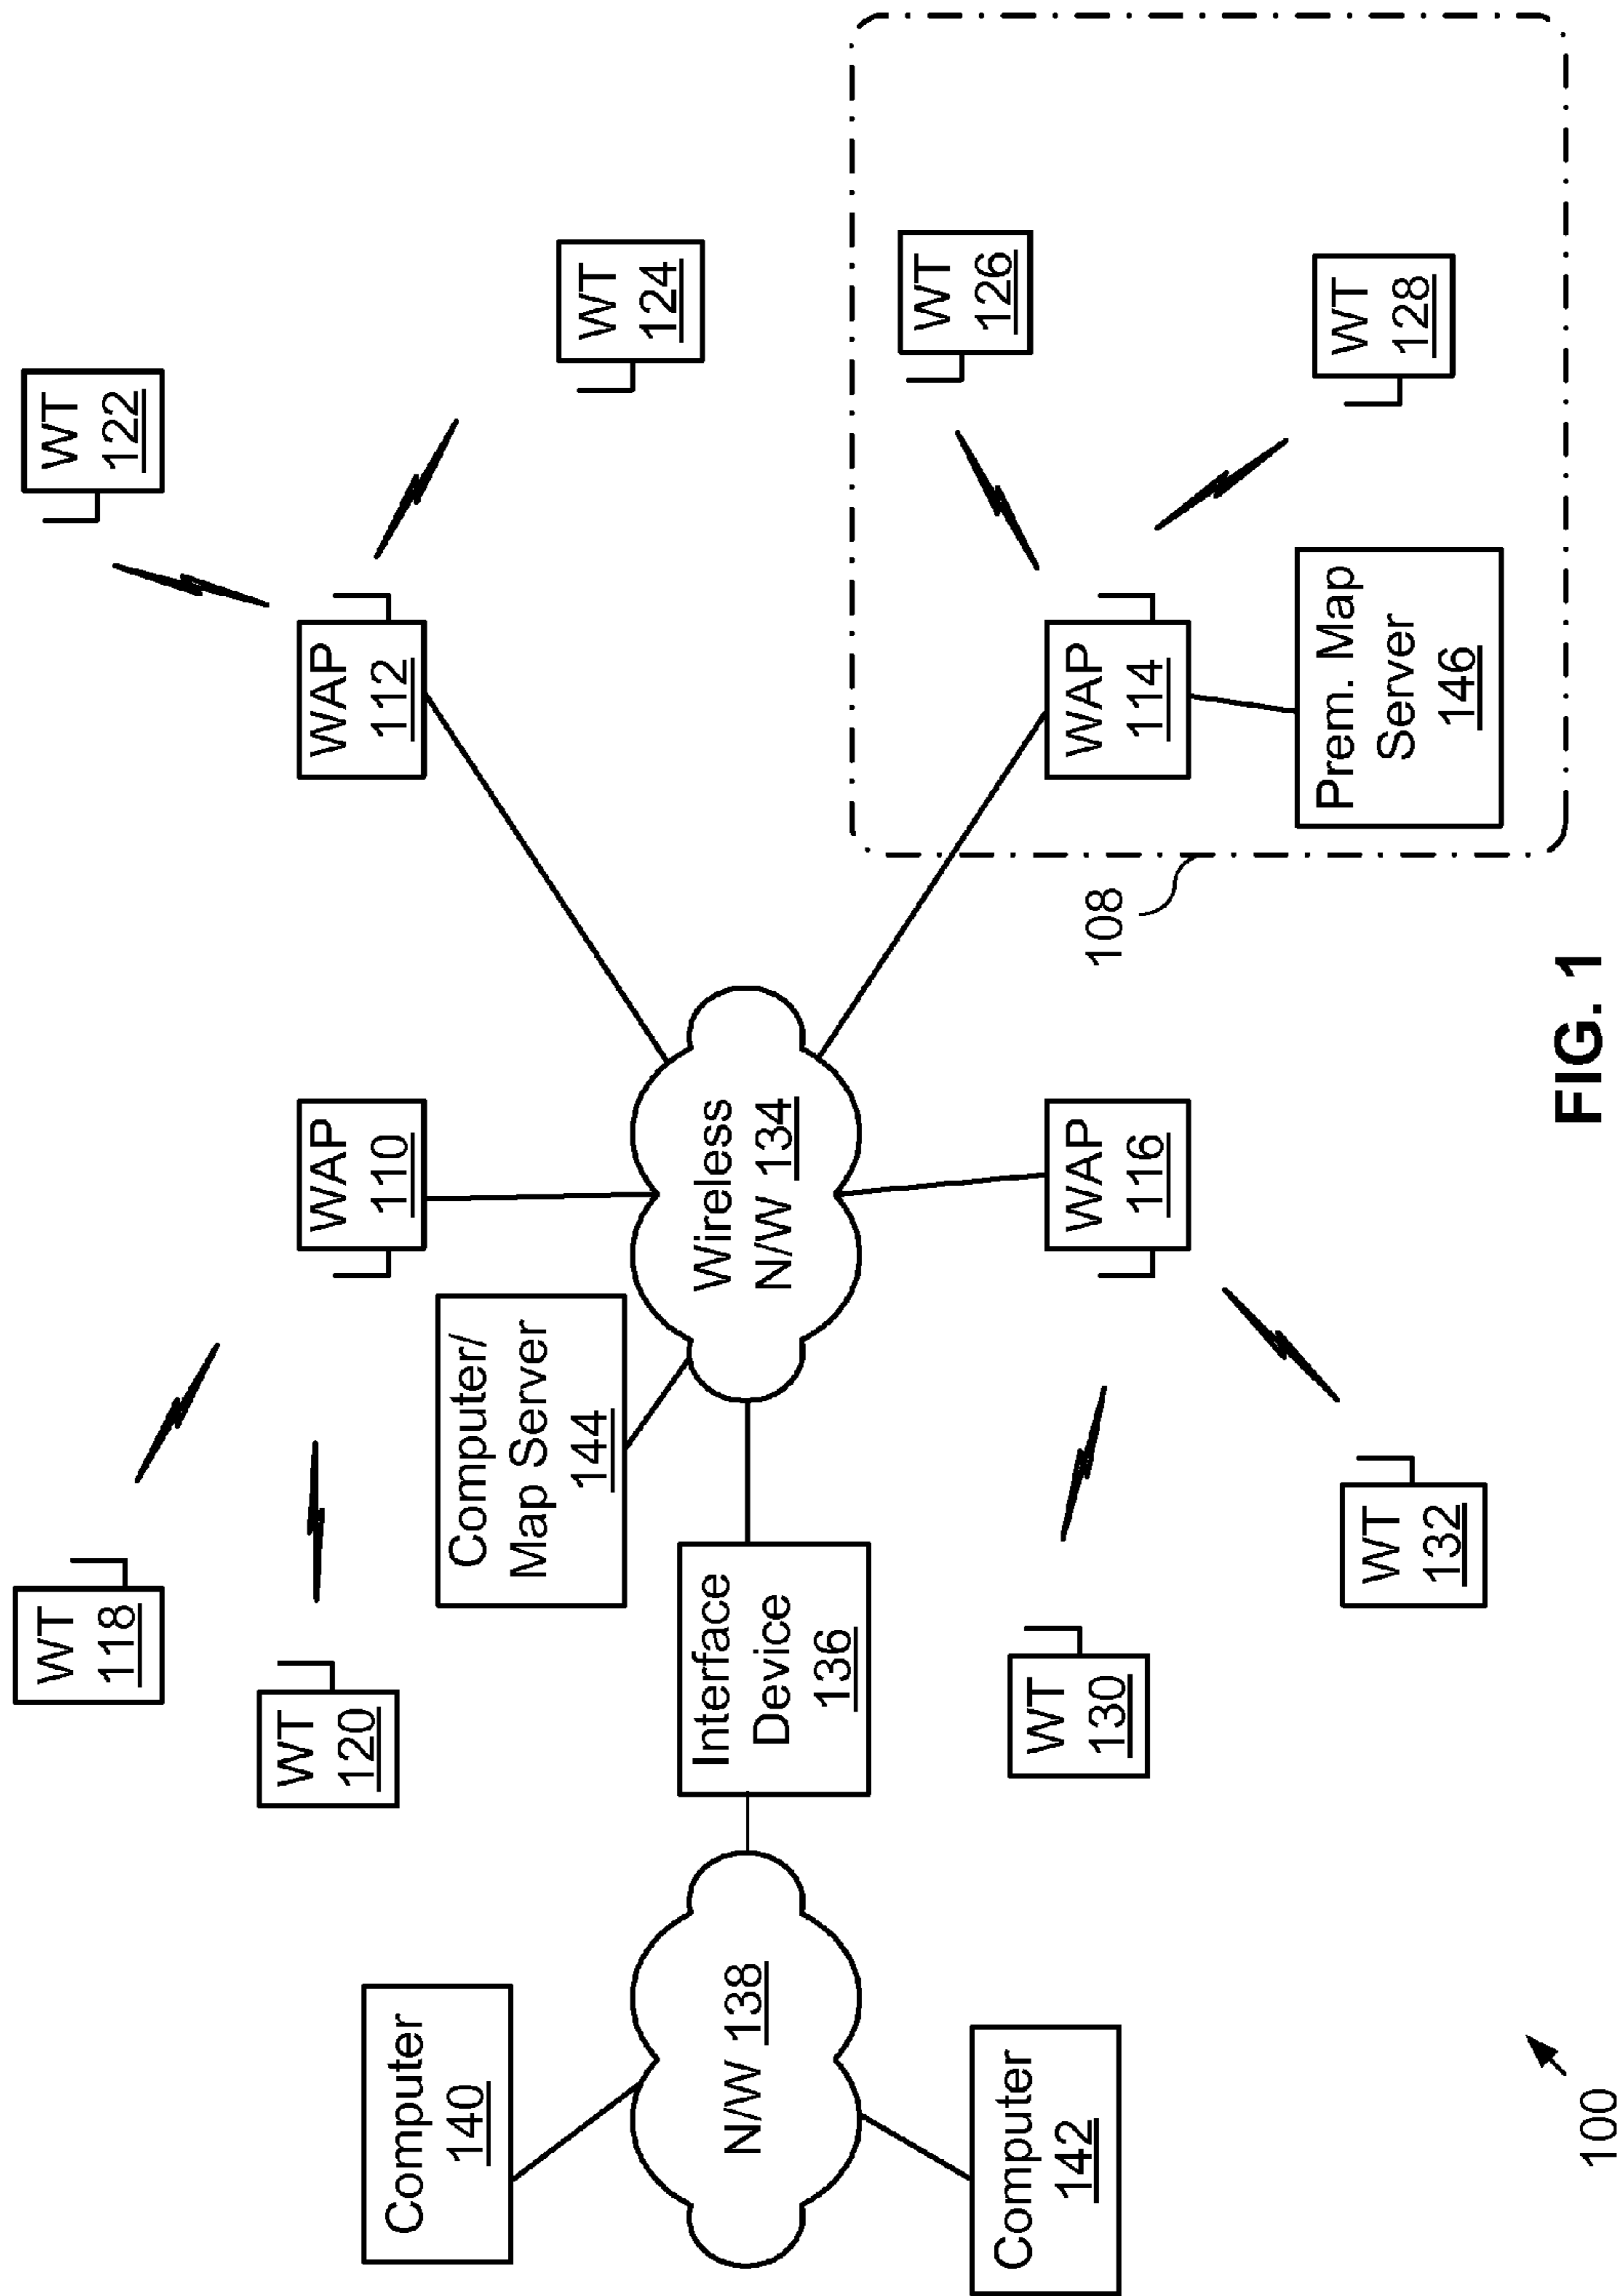 WT
118
WT
120
WT
122
WT
124
WAP
110
WAP
112
Computer
140
Computer/
Map Server
144
N/W 138
Interface
Device
136
Wireless
N/W 134
Computer
142
WT
130
WT
132
WAP
116
108
WAP
114
WT
126
WT
128
Prem. Map
Server
146
100
FIG. 1